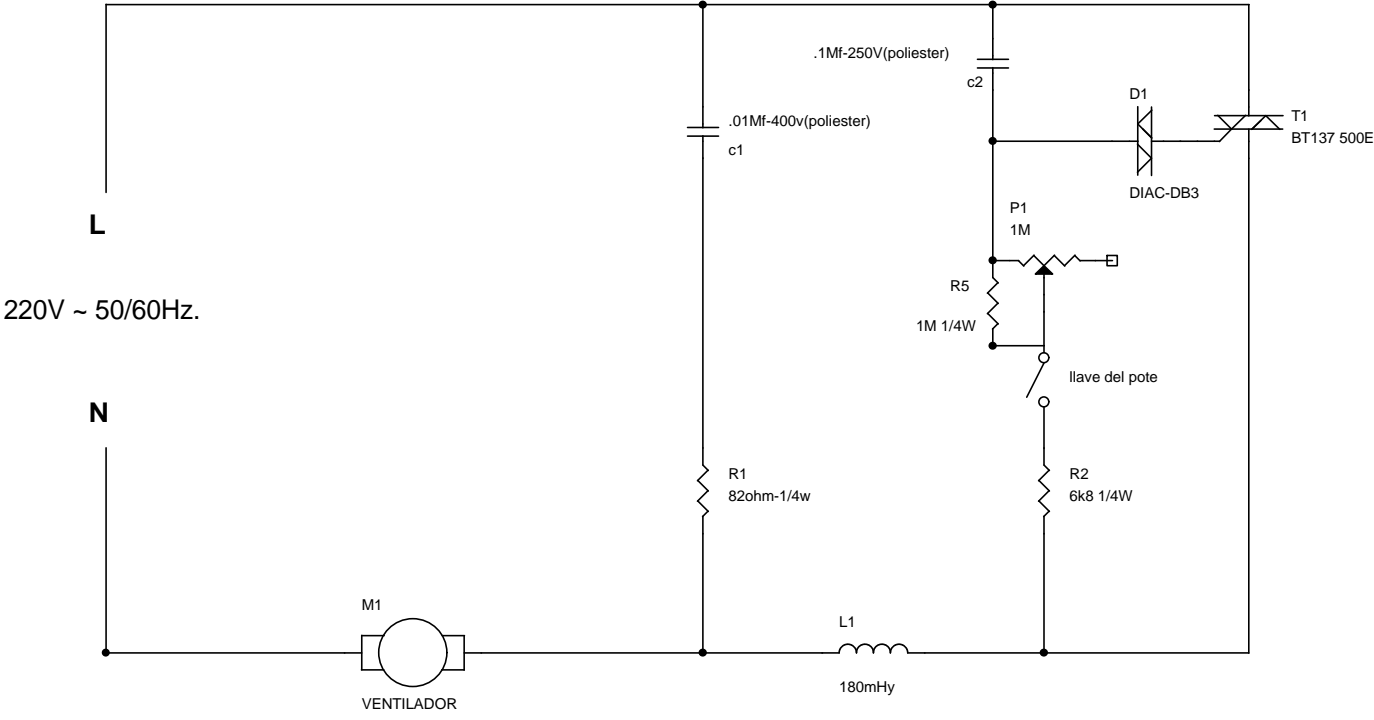 .1Mf-250V(poliester)
c2
D1
T1
BT137 500E
.01Mf-400v(poliester)
c1
DIAC-DB3
P1
1M
L
R5
220V ~ 50/60Hz.
1M 1/4W
llave del pote
N
R1
82ohm-1/4w
R2
6k8 1/4W
M1
L1
180mHy
VENTILADOR